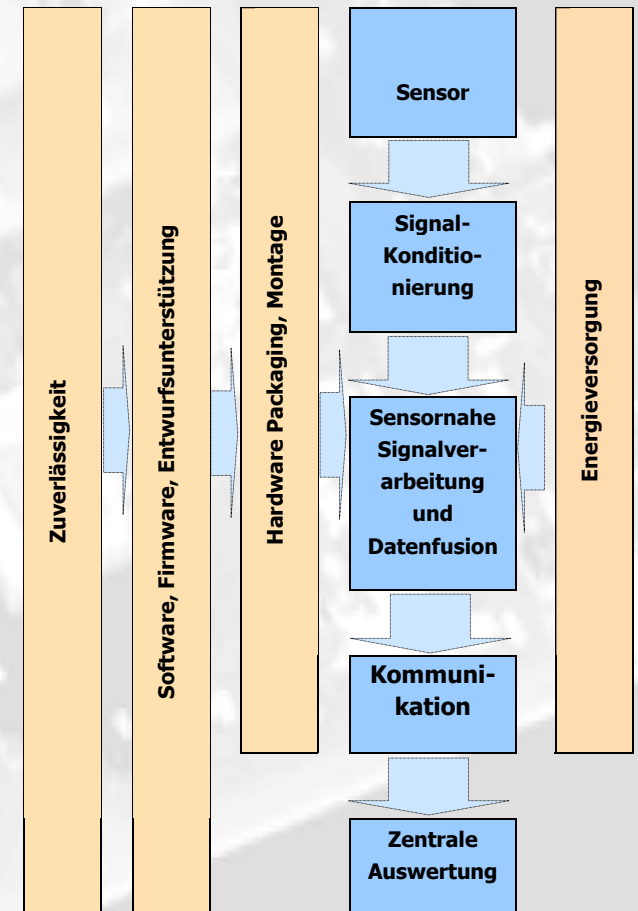 Zuverlässigkeit
Software, Firmware, Entwurfsunterstützung
Hardware Packaging, Montage
Sensor
Signal-
Konditio-
nierung
Sensornahe
Signalver-
arbeitung
und
Datenfusion
Kommuni-
kation
Zentrale
Auswertung
Energieversorgung